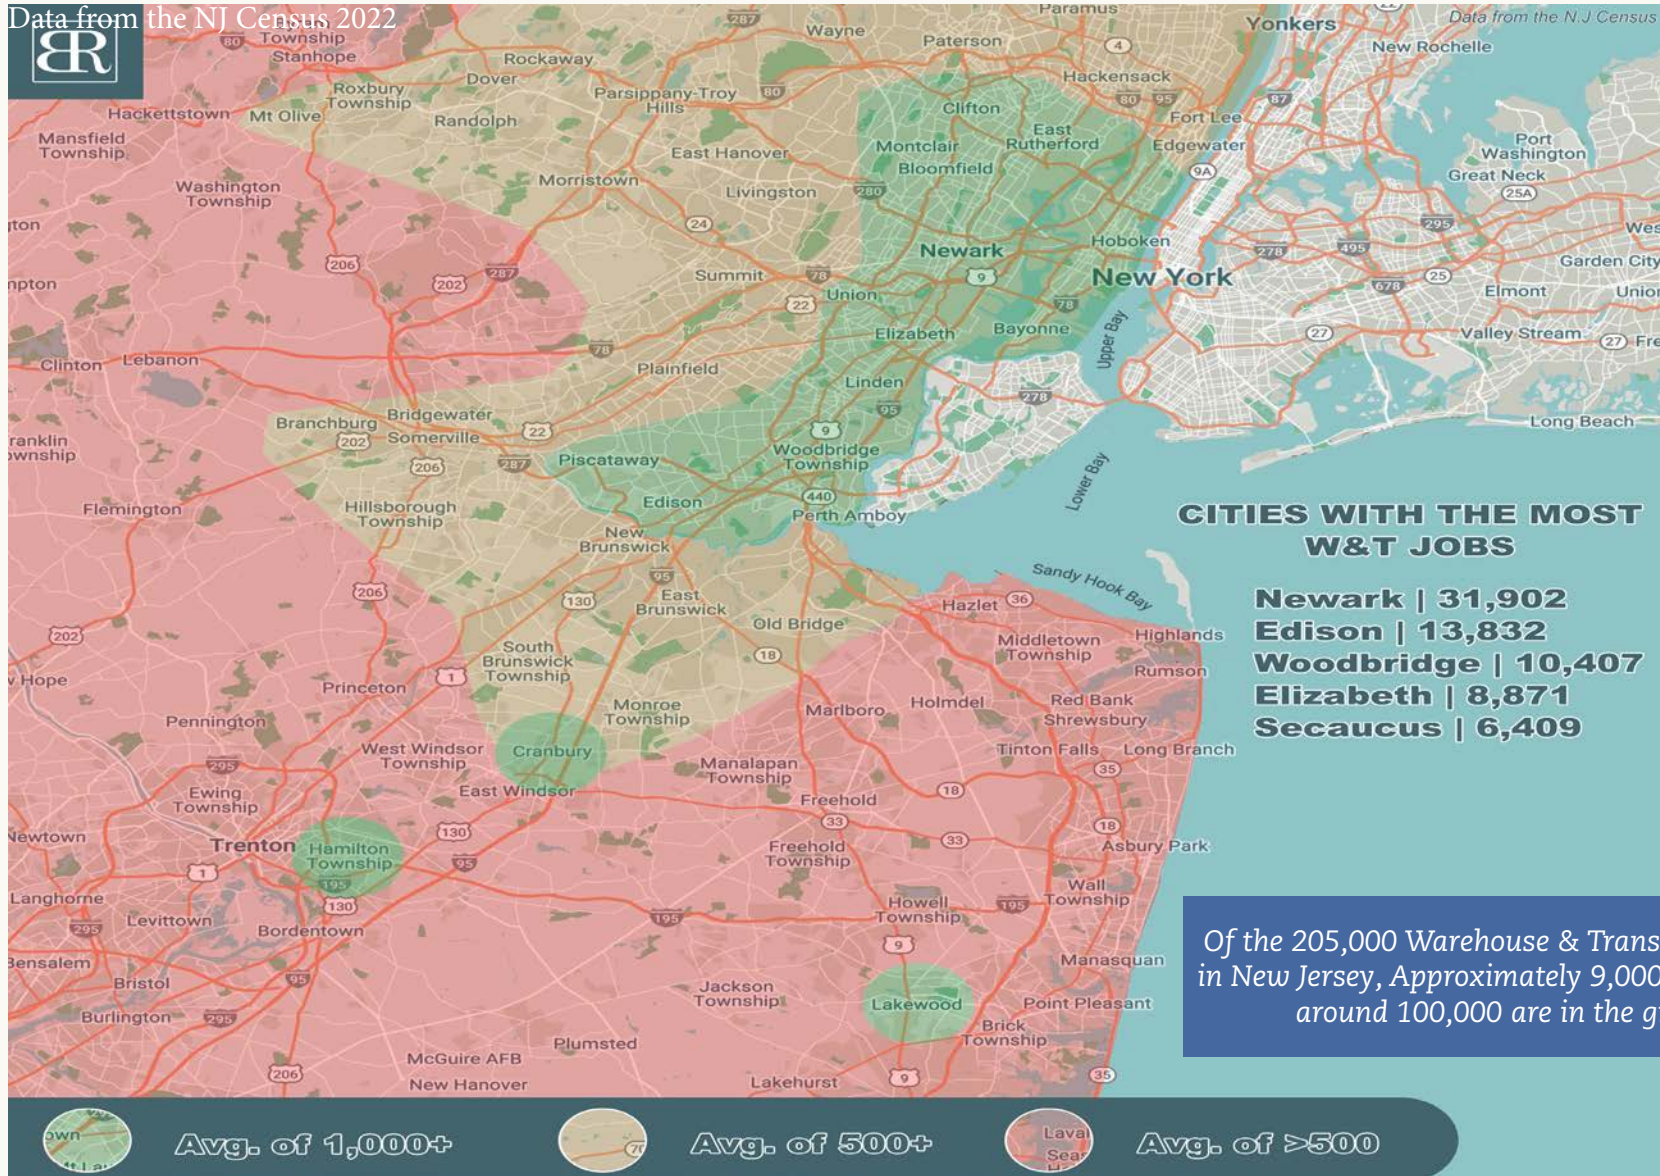 Data from the NJ Census 2022
BR
Data from the N.J Census
Township
Stanhope
Rockaway
Dover
Roxbury
Township
Hackettstown
Mt Olive
Randolph
Parsippany-Troy
Hills
Mansfield
Township
Washington
Township
East Hanover
Morristown
Livingston
Wayne
Paterson
Paramus
Hackensack
Clifton
Montclair
Bloomfield
East
Rutherford
Fort Lee
Edgewater
Yonkers
New Rochelle
Port
Washington
Great Neck
Garden City
Elmont
Valley Stream
Long Beach
Newark
Hoboken
New York
Summit
Union
Elizabeth
Bayonne
Upper Bay
Clinton
Lebanon
Plainfield
Linden
Branchburg
Bridgewater
Somerville
Piscataway
Woodbridge
Township
Edison
Perth Amboy
Lower Bay
Flemington
Hillsborough
Township
New
Brunswick
East
Brunswick
Old Bridge
Sandy Hook Bay
Hazlet
Middletown
Township
Highlands
Rumson
South
Brunswick
Township
Princeton
Pennington
Monroe
Township
Marlboro
Holmdel
Red Bank
Shrewsbury
Tinton Falls
Long Branch
West Windsor
Township
Cranbury
East Windsor
Manalapan
Township
Freehold
Ewing
Township
Newtown
Trenton
Hamilton
Township
Freehold
Township
Asbury Park
Langhorne
Levittown
Bordentown
Howell
Township
Wall
Township
Bensalem
Bristol
Burlington
Manasquan
Jackson
Township
Lakewood
Point Pleasant
Brick
Township
Plumsted
McGuire AFB
New Hanover
Lakehurst
CITIES WITH THE MOST
W&T JOBS
Newark | 31,902
Edison | 13,832
Woodbridge | 10,407
Elizabeth | 8,871
Secaucus | 6,409
Of the 205,000 Warehouse & Trans
in New Jersey, Approximately 9,000
around 100,000 are in the g
Avg. of 1,000+
Avg. of 500+
Avg. of >500